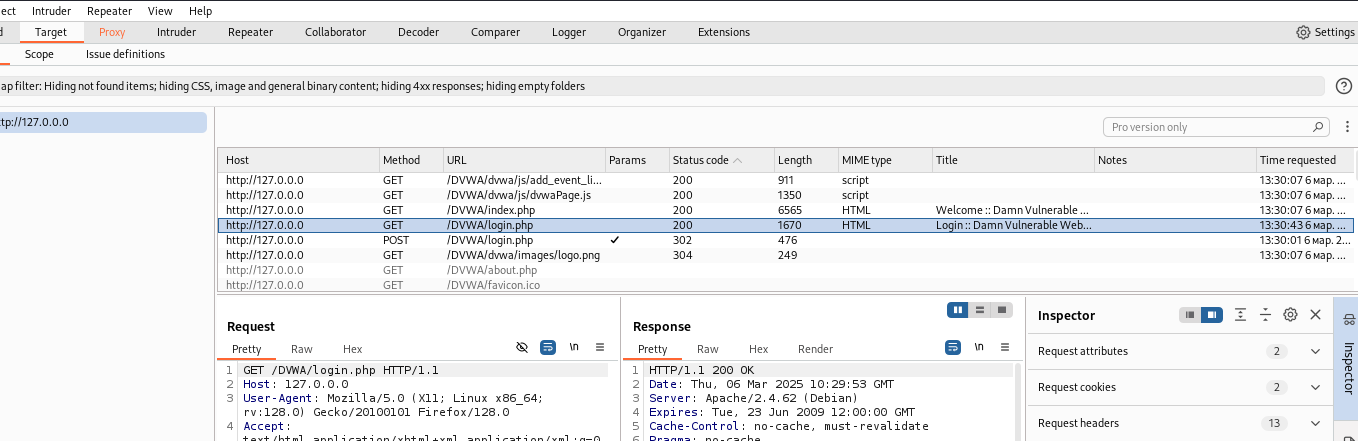 ect Intruder Repeater View Help
d Target Proxy Intruder Repeater Collaborator Decoder Comparer Logger Organizer Extensions Settings
Scope Issue definitions
ap filter: Hiding not found items; hiding CSS, image and general binary content; hiding 4xx responses; hiding empty folders ?
ttp://127.0.0.0
Pro version only
Host Method URL Params Status code Length MIME type Title Notes Time requested
http://127.0.0.0 GET /DVWA/dvwa/js/add_event_li... 200 911 script 13:30:07 6 мар. ...
http://127.0.0.0 GET /DVWA/dvwa/js/dvwaPage.js 200 1350 script 13:30:07 6 мар. ...
http://127.0.0.0 GET /DVWA/index.php 200 6565 HTML Welcome :: Damn Vulnerable ... 13:30:07 6 мар. ...
http://127.0.0.0 GET /DVWA/login.php 200 1670 HTML Login :: Damn Vulnerable Web... 13:30:43 6 мар. ...
http://127.0.0.0 POST /DVWA/login.php ✓ 302 476 13:30:01 6 мар. 2...
http://127.0.0.0 GET /DVWA/dvwa/images/logo.png 304 249 13:30:07 6 мар. ...
http://127.0.0.0 GET /DVWA/about.php
http://127.0.0.0 GET /DVWA/favicon.ico
Request
Pretty Raw Hex \n
1 GET /DVWA/login.php HTTP/1.1
2 Host: 127.0.0.0
3 User-Agent: Mozilla/5.0 (X11; Linux x86_64;
rv:128.0) Gecko/20100101 Firefox/128.0
4 Accept:
text/html,application/xhtml+xml,application/xml;q=0
Response
Pretty Raw Hex Render \n
1 HTTP/1.1 200 OK
2 Date: Thu, 06 Mar 2025 10:29:53 GMT
3 Server: Apache/2.4.62 (Debian)
4 Expires: Tue, 23 Jun 2009 12:00:00 GMT
5 Cache-Control: no-cache, must-revalidate
6 Pragma: no-cache
Inspector
Request attributes 2
Request cookies 2
Request headers 13
Inspector